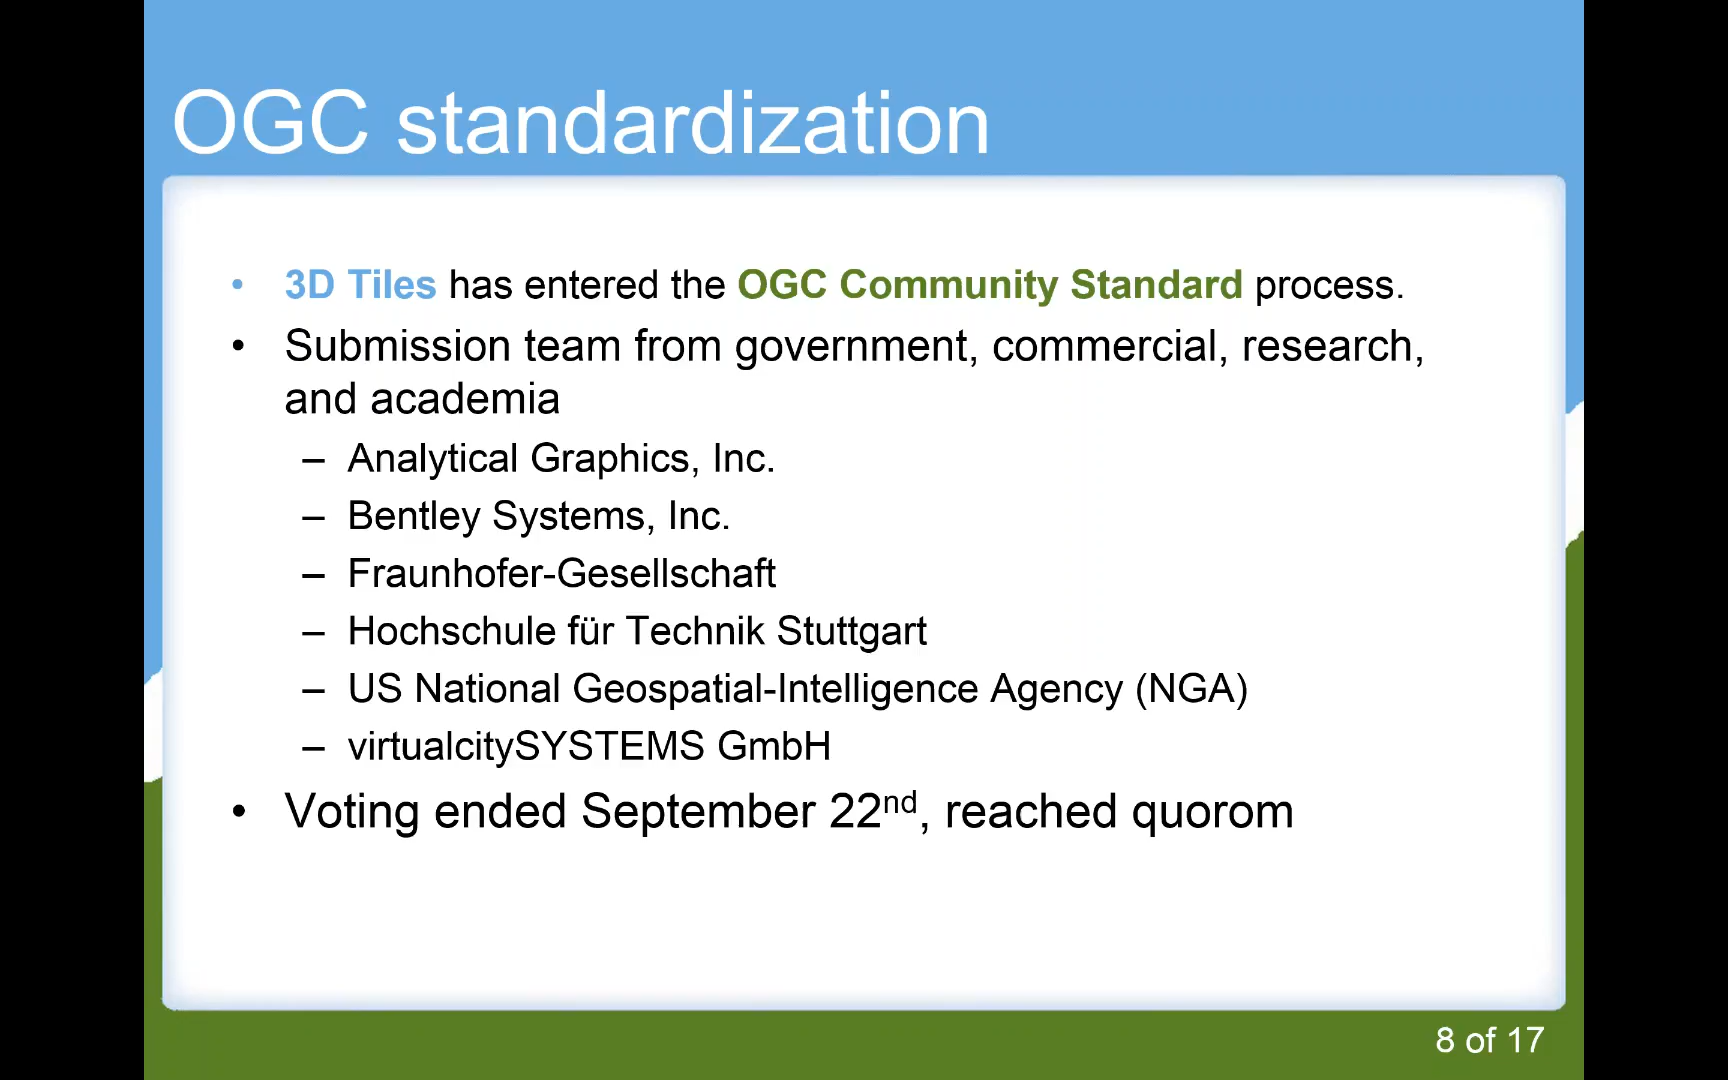 OGC standardization
• 3D Tiles has entered the OGC Community Standard process.
• Submission team from government, commercial, research,
and academia
– Analytical Graphics, Inc.
– Bentley Systems, Inc.
– Fraunhofer-Gesellschaft
– Hochschule für Technik Stuttgart
– US National Geospatial-Intelligence Agency (NGA)
– virtualcitySYSTEMS GmbH
• Voting ended September 22nd, reached quorom
8 of 17